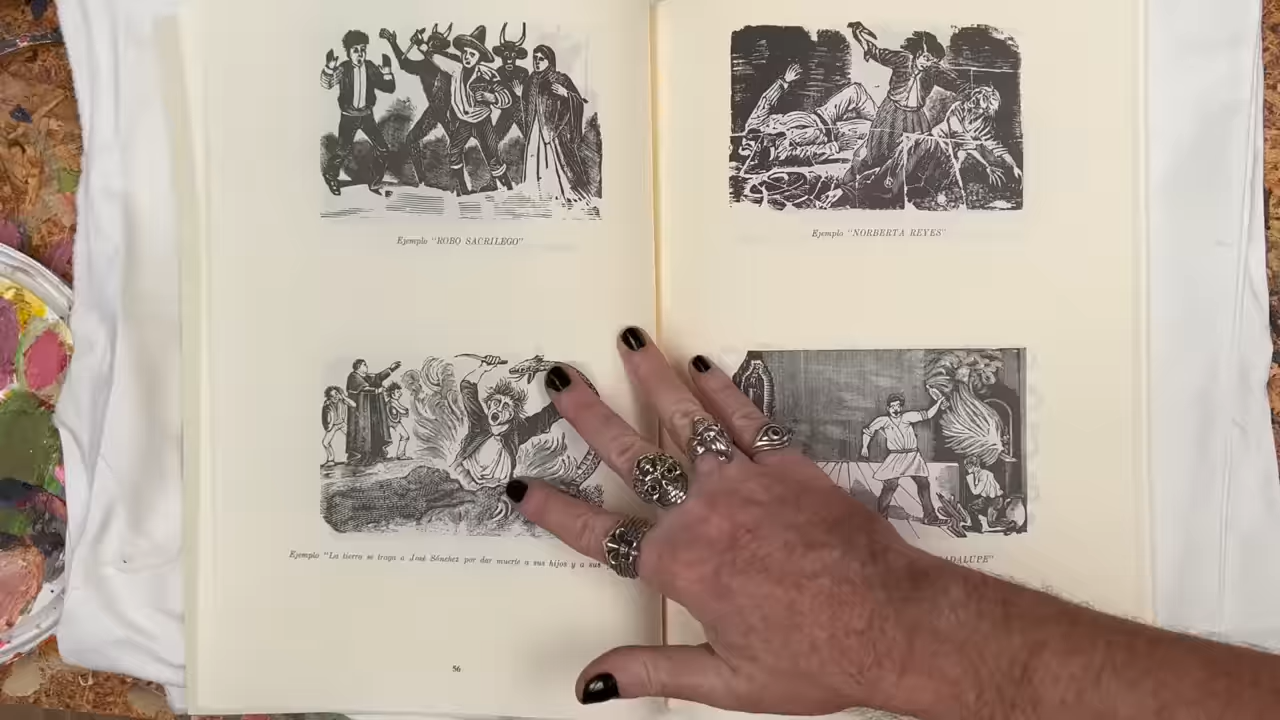 Ejemplo "ROBO SACRILEGO"
Ejemplo "La tierra se traga a José Sánchez por dar muerte a sus hijos y a sus
56
Ejemplo "NORBERTA REYES"